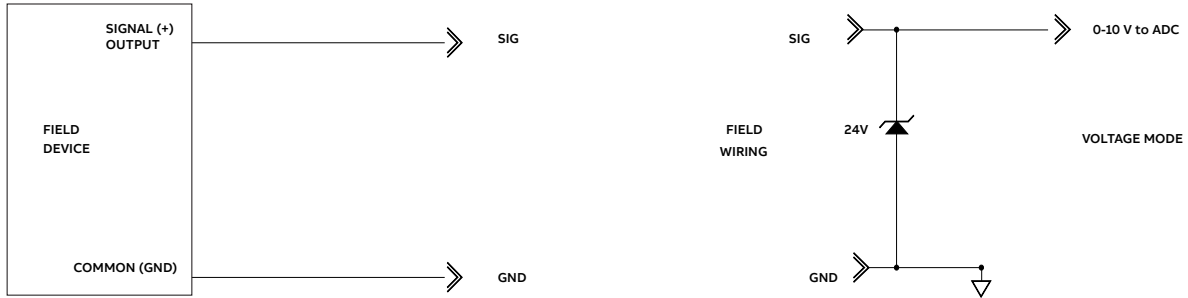 SIGNAL (+)
OUTPUT
SIG
FIELD
DEVICE
COMMON (GND)
GND
SIG
0-10 V to ADC
FIELD
WIRING
24V
VOLTAGE MODE
GND